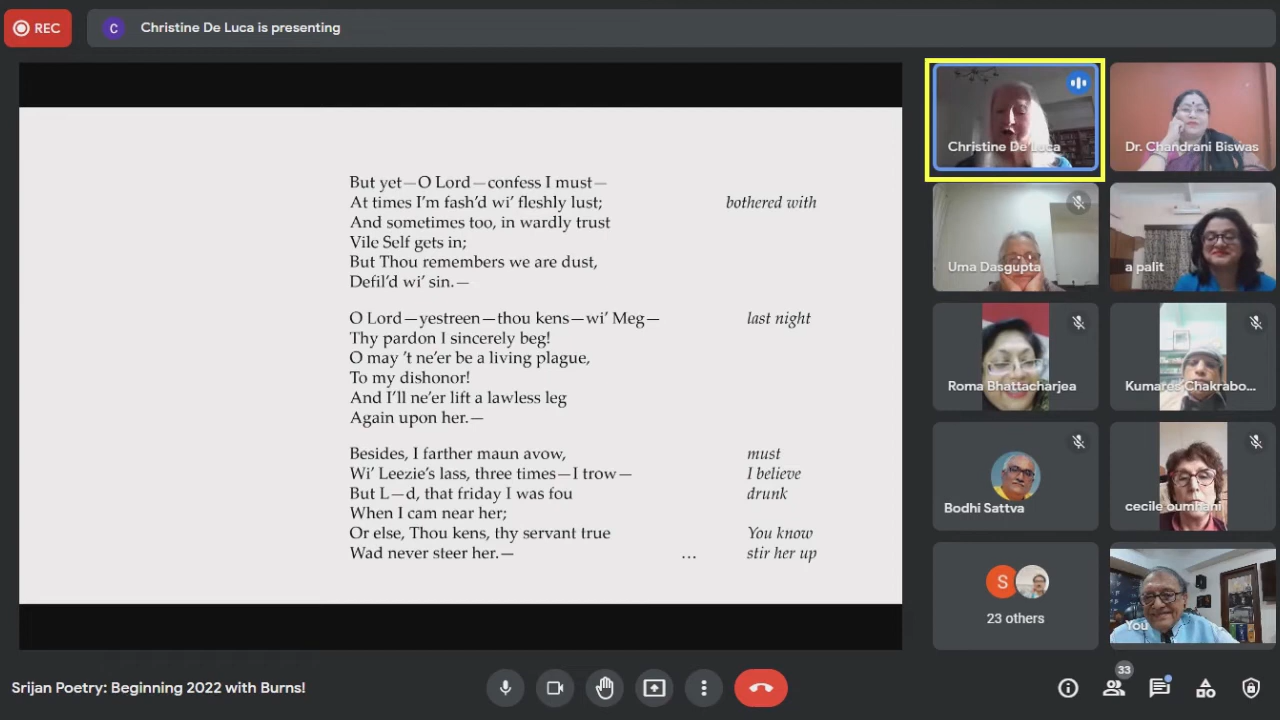 REC
C
Christine De Luca is presenting
But yet—O Lord—confess I must—
At times I'm fash'd wi' fleshly lust; bothered with
And sometimes too, in wardly trust
Vile Self gets in;
But Thou remembers we are dust,
Defil'd wi' sin.—
O Lord—yestreen—thou kens—wi' Meg— last night
Thy pardon I sincerely beg!
O may 't ne'er be a living plague,
To my dishonor!
And I'll ne'er lift a lawless leg
Again upon her.—
Besides, I farther maun avow, must
Wi' Leezie's lass, three times—I trow— I believe
But L—d, that friday I was fou drunk
When I cam near her;
Or else, Thou kens, thy servant true You know
Wad never steer her.— ... stir her up
Christine De Luca
Dr. Chandrani Biswas
Uma Dasgupta
a palit
Roma Bhattacharjea
Kumares Chakrabo...
Bodhi Sattva
cecile oumhani
S
23 others
You
Srijan Poetry: Beginning 2022 with Burns!
33